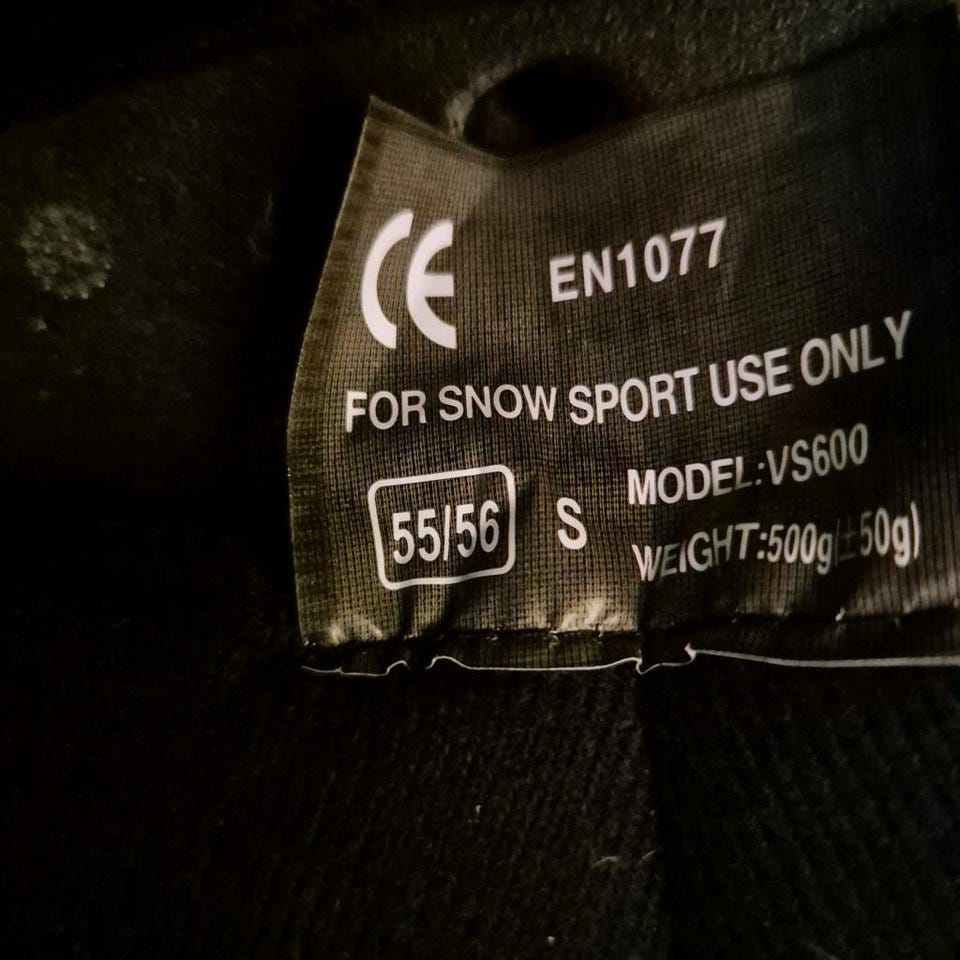 CE EN1077
FOR SNOW SPORT USE ONLY
55/56 S MODEL:VS600
WEIGHT:500g(±50g)